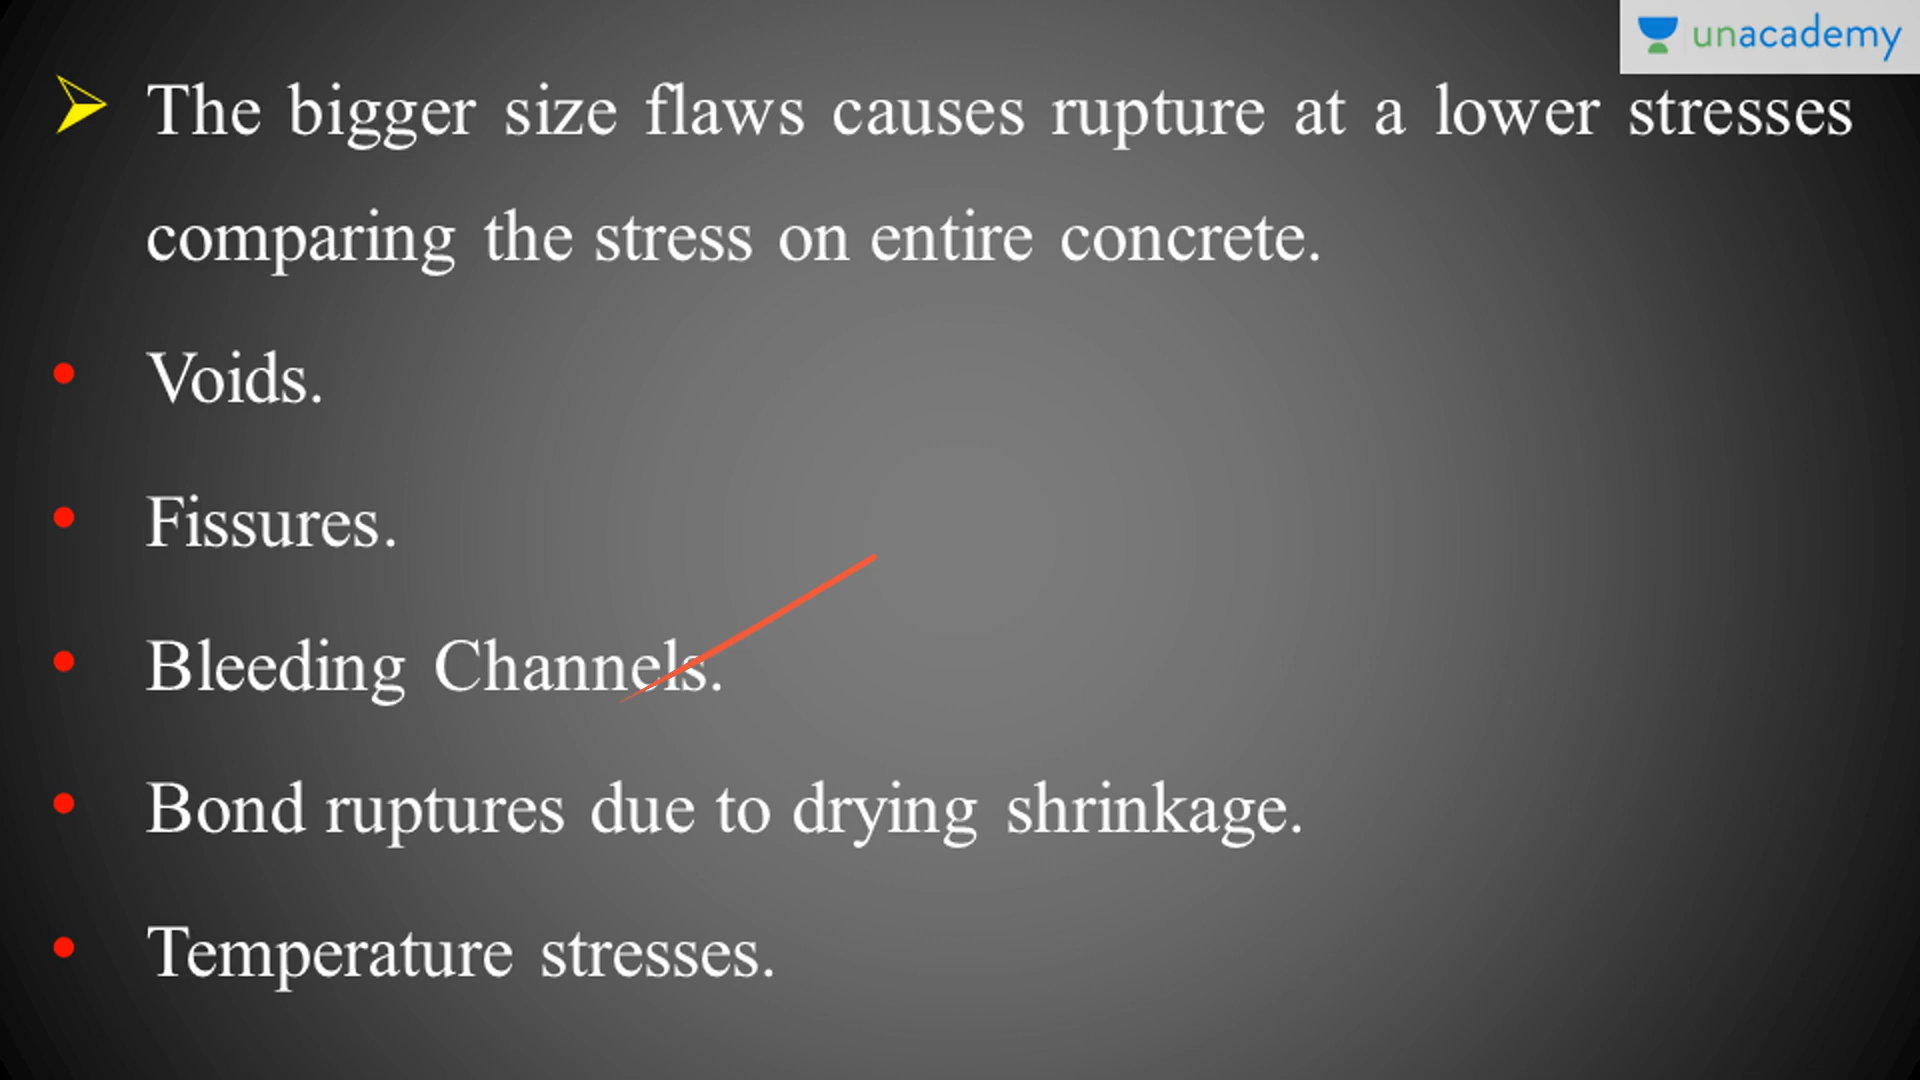 unacademy
The bigger size flaws causes rupture at a lower stresses
comparing the stress on entire concrete.
Voids.
Fissures.
Bleeding Channels.
Bond ruptures due to drying shrinkage.
Temperature stresses.